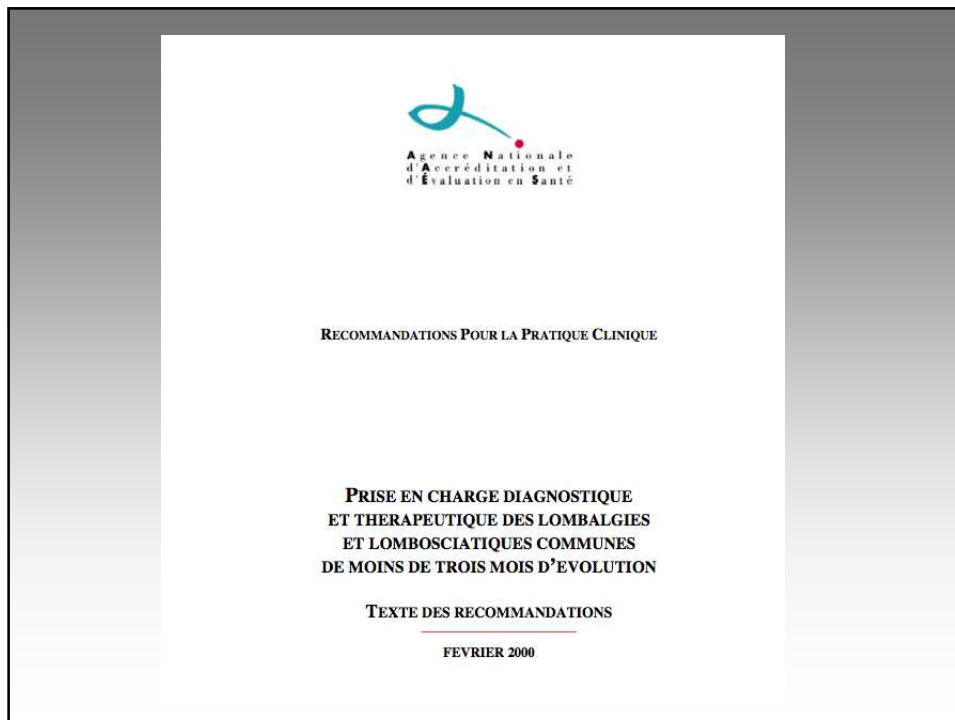 Agence Nationale
d'Accréditation et
d'Évaluation en Santé
RECOMMANDATIONS POUR LA PRATIQUE CLINIQUE
PRISE EN CHARGE DIAGNOSTIQUE
ET THERAPEUTIQUE DES LOMBALGIES
ET LOMBOSCIATIQUES COMMUNES
DE MOINS DE TROIS MOIS D'EVOLUTION
TEXTE DES RECOMMANDATIONS
FEVRIER 2000